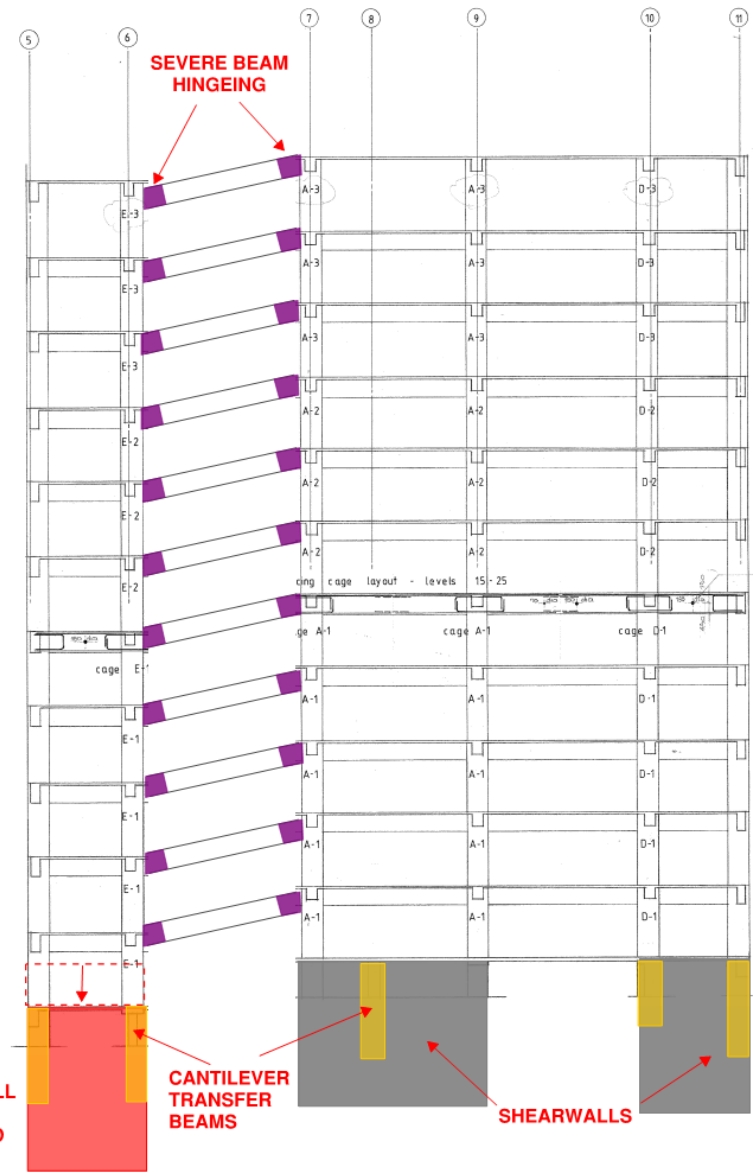 5 6 7 8 9 10 11
SEVERE BEAM
HINGEING
A-3 A-3 D-3
E-3
A-3 A-3 D-3
E-3
A-3 A-3 D-3
E-3
A-2 A-2 D-2
E-2
A-2 A-2 D-2
E-2
A-2 A-2 D-2
E-2
cing cage layout - levels 15-25
ge A-1 cage A-1 cage D-1
cage E-1
A-1 A-1 D-1
E-1
A-1 A-1 D-1
E-1
A-1 A-1 D-1
E-1
A-1 A-1 D-1
E-1
CANTILEVER
TRANSFER
BEAMS
SHEARWALLS
LL